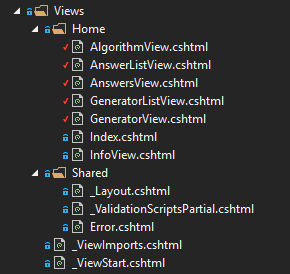 Views
Home
AlgorithmView.cshtml
AnswerListView.cshtml
AnswersView.cshtml
GeneratorListView.cshtml
GeneratorView.cshtml
Index.cshtml
InfoView.cshtml
Shared
_Layout.cshtml
_ValidationScriptsPartial.cshtml
Error.cshtml
_ViewImports.cshtml
_ViewStart.cshtml